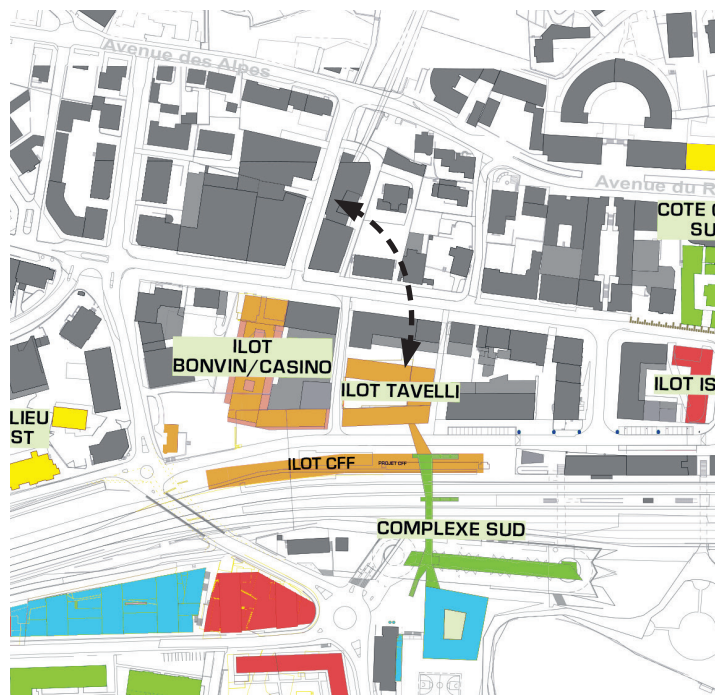 Avenue des Alpes
Avenue du R
COTE C
SU
ILOT
BONVIN/CASINO
ILOT TAVELLI
ILOT IS
LIEU
ST
ILOT CFF
PROJET CFF
COMPLEXE SUD